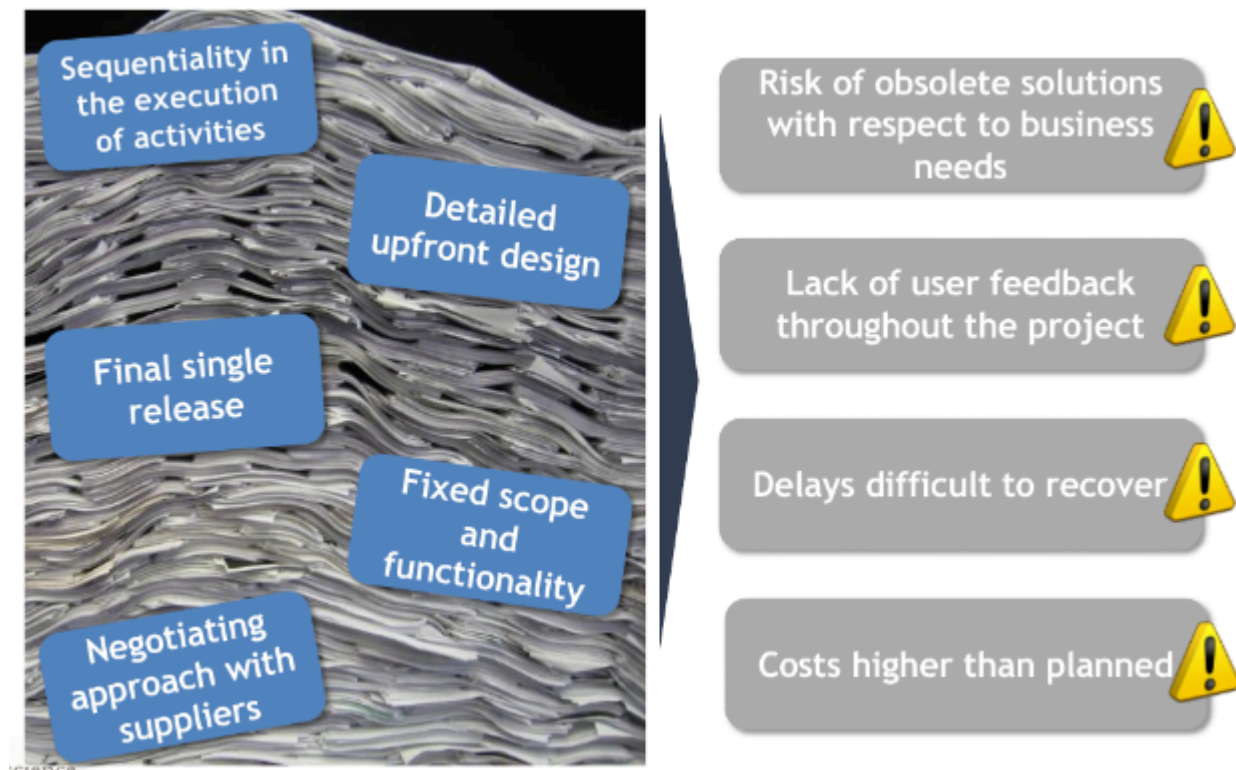 Sequentiality in
the execution
of activities
Detailed
upfront design
Final single
release
Fixed scope
and
functionality
Negotiating
approach with
suppliers
Risk of obsolete solutions
with respect to business
needs
Lack of user feedback
throughout the project
Delays difficult to recover
Costs higher than planned